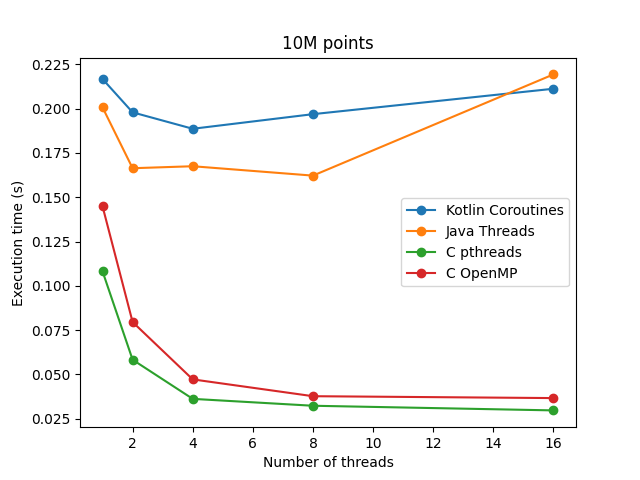 10M points
Execution time (s)
0.225
0.200
0.175
0.150
0.125
0.100
0.075
0.050
0.025
Kotlin Coroutines
Java Threads
C pthreads
C OpenMP
2 4 6 8 10 12 14 16
Number of threads